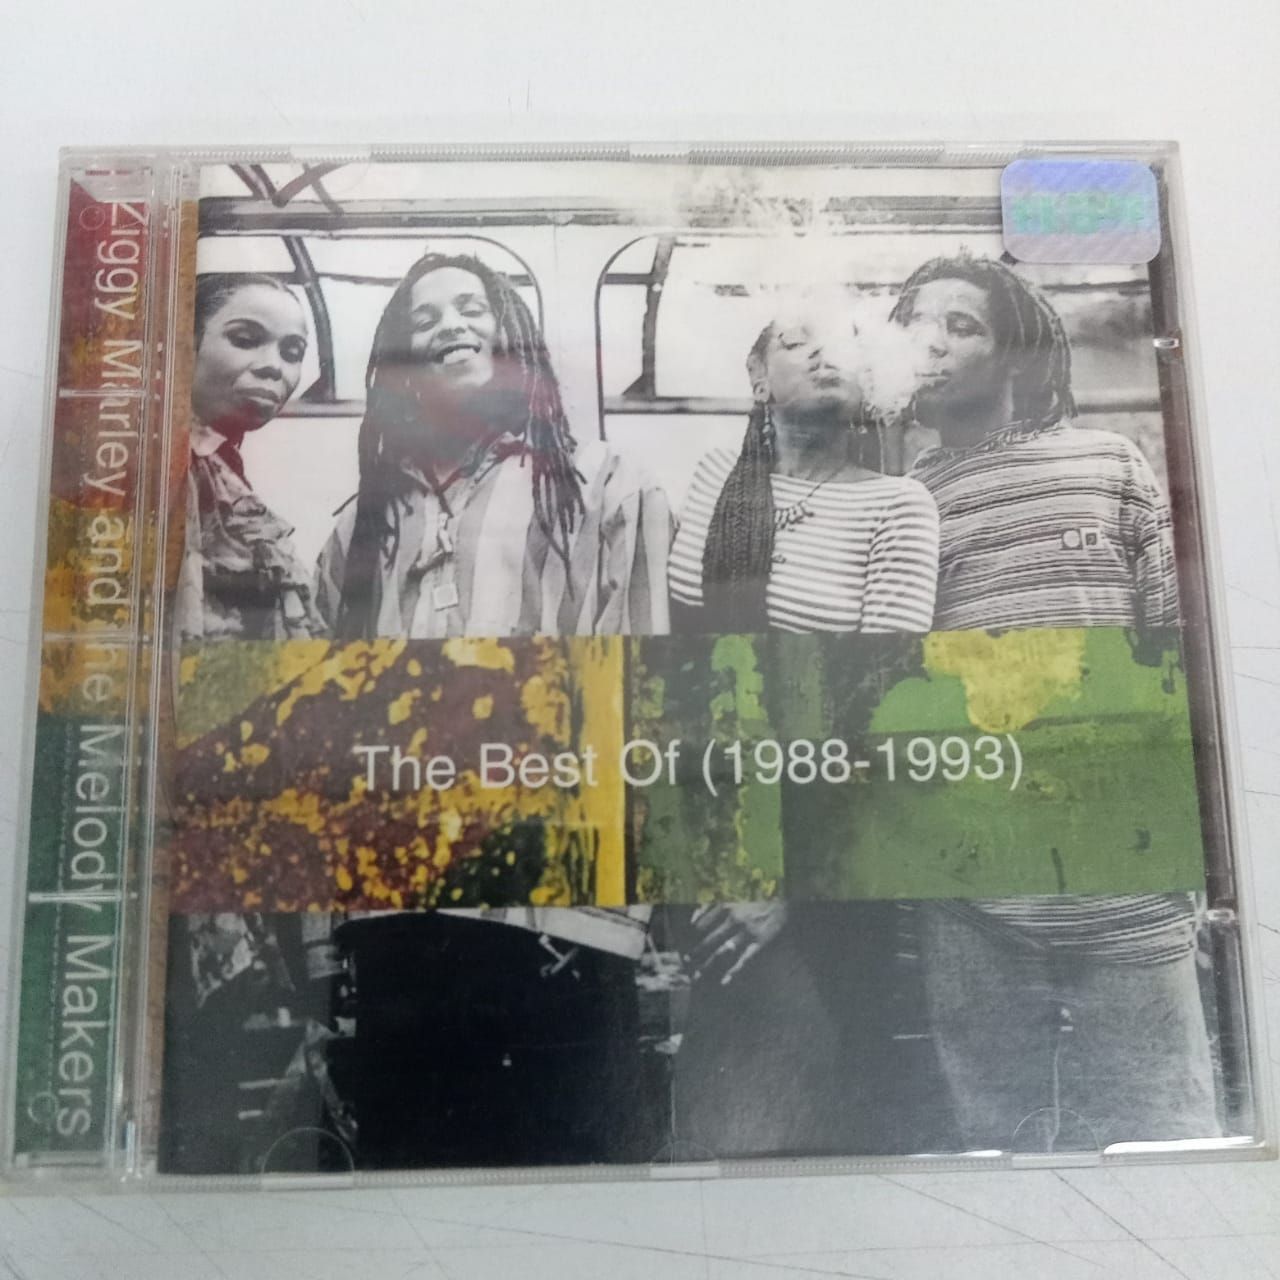 Ziggy Marley and the Melody Makers
The Best Of (1988-1993)